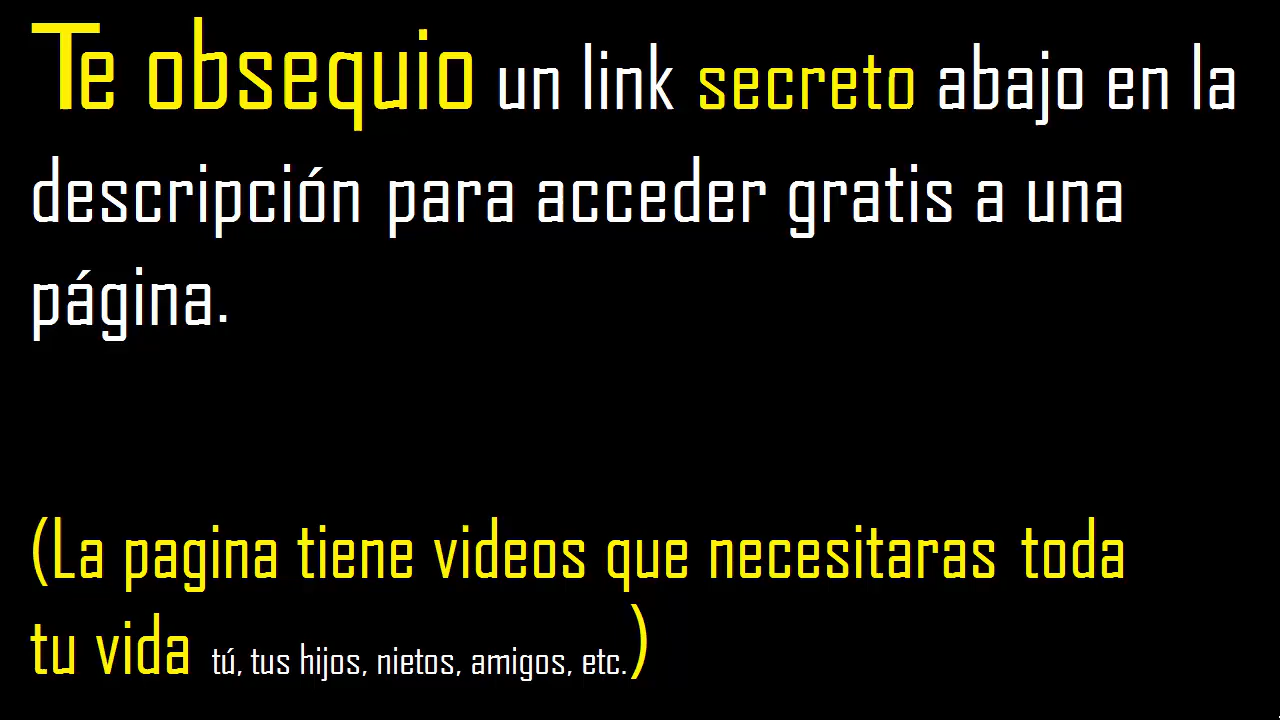 Te obsequio un link secreto abajo en la
descripción para acceder gratis a una
página.
(La pagina tiene videos que necesitaras toda
tu vida tú, tus hijos, nietos, amigos, etc.)